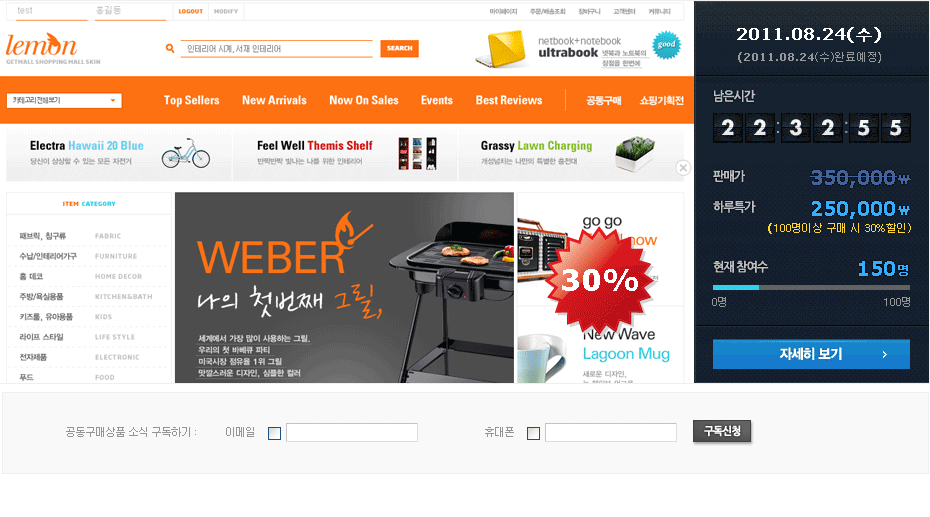 test 홍길동 LOGOUT MODIFY 마이페이지 주문/배송조회 장바구니 고객센터 커뮤니티
lemon
GETMALL SHOPPING MALL SKIN
인테리어 시계, 서재 인테리어 SEARCH
netbook+notebook
ultrabook 넷북과 노트북의
장점을 한번에
good
카테고리 전체보기 Top Sellers New Arrivals Now On Sales Events Best Reviews 공동구매 쇼핑기획전
Electra Hawaii 20 Blue
당신이 상상할 수 있는 모든 자전거
Feel Well Themis Shelf
반짝반짝 빛나는 나를 위한 인테리어
Grassy Lawn Charging
개성넘치는 나만의 특별한 충전대
ITEM CATEGORY
패브릭, 침구류 FABRIC
수납/인테리어가구 FURNITURE
홈 데코 HOME DECOR
주방/욕실용품 KITCHEN&BATH
키즈룸, 유아용품 KIDS
라이프 스타일 LIFE STYLE
전자제품 ELECTRONIC
푸드 FOOD
WEBER
나의 첫번째 그릴,
세계에서 가장 많이 사용하는 그릴.
우리의 첫 바베큐 파티
미국시장 점유율 1위 그릴
맛깔스러운 디자인, 심플한 컬러
go go
now
30%
New Wave
Lagoon Mug
새로운 디자인,
2011.08.24(수)
(2011.08.24(수)완료예정)
남은시간
22:32:55
판매가 350,000₩
하루특가 250,000₩
(100명이상 구매 시 30%할인)
현재 참여수 150명
0명 100명
자세히 보기 >
공동구매상품 소식 구독하기 : 이메일 휴대폰 구독신청